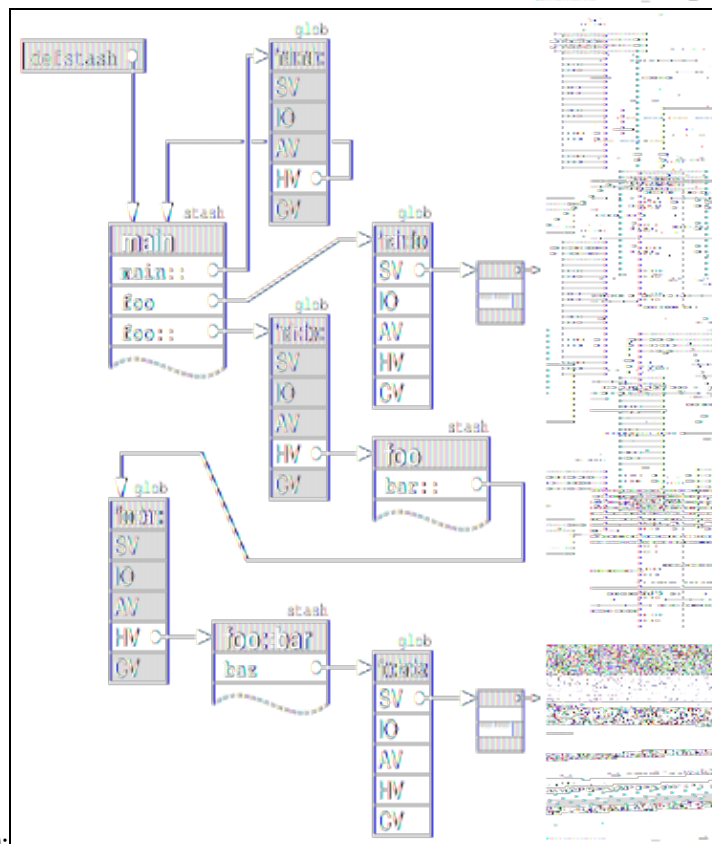 glob
defstash
SV
IO
AV
HV
CV
stash
main
main::
foo
foo::
glob
SV
IO
AV
HV
CV
glob
SV
IO
AV
HV
CV
stash
foo
bar::
glob
SV
IO
AV
HV
CV
stash
foo::bar
baz
glob
SV
IO
AV
HV
CV